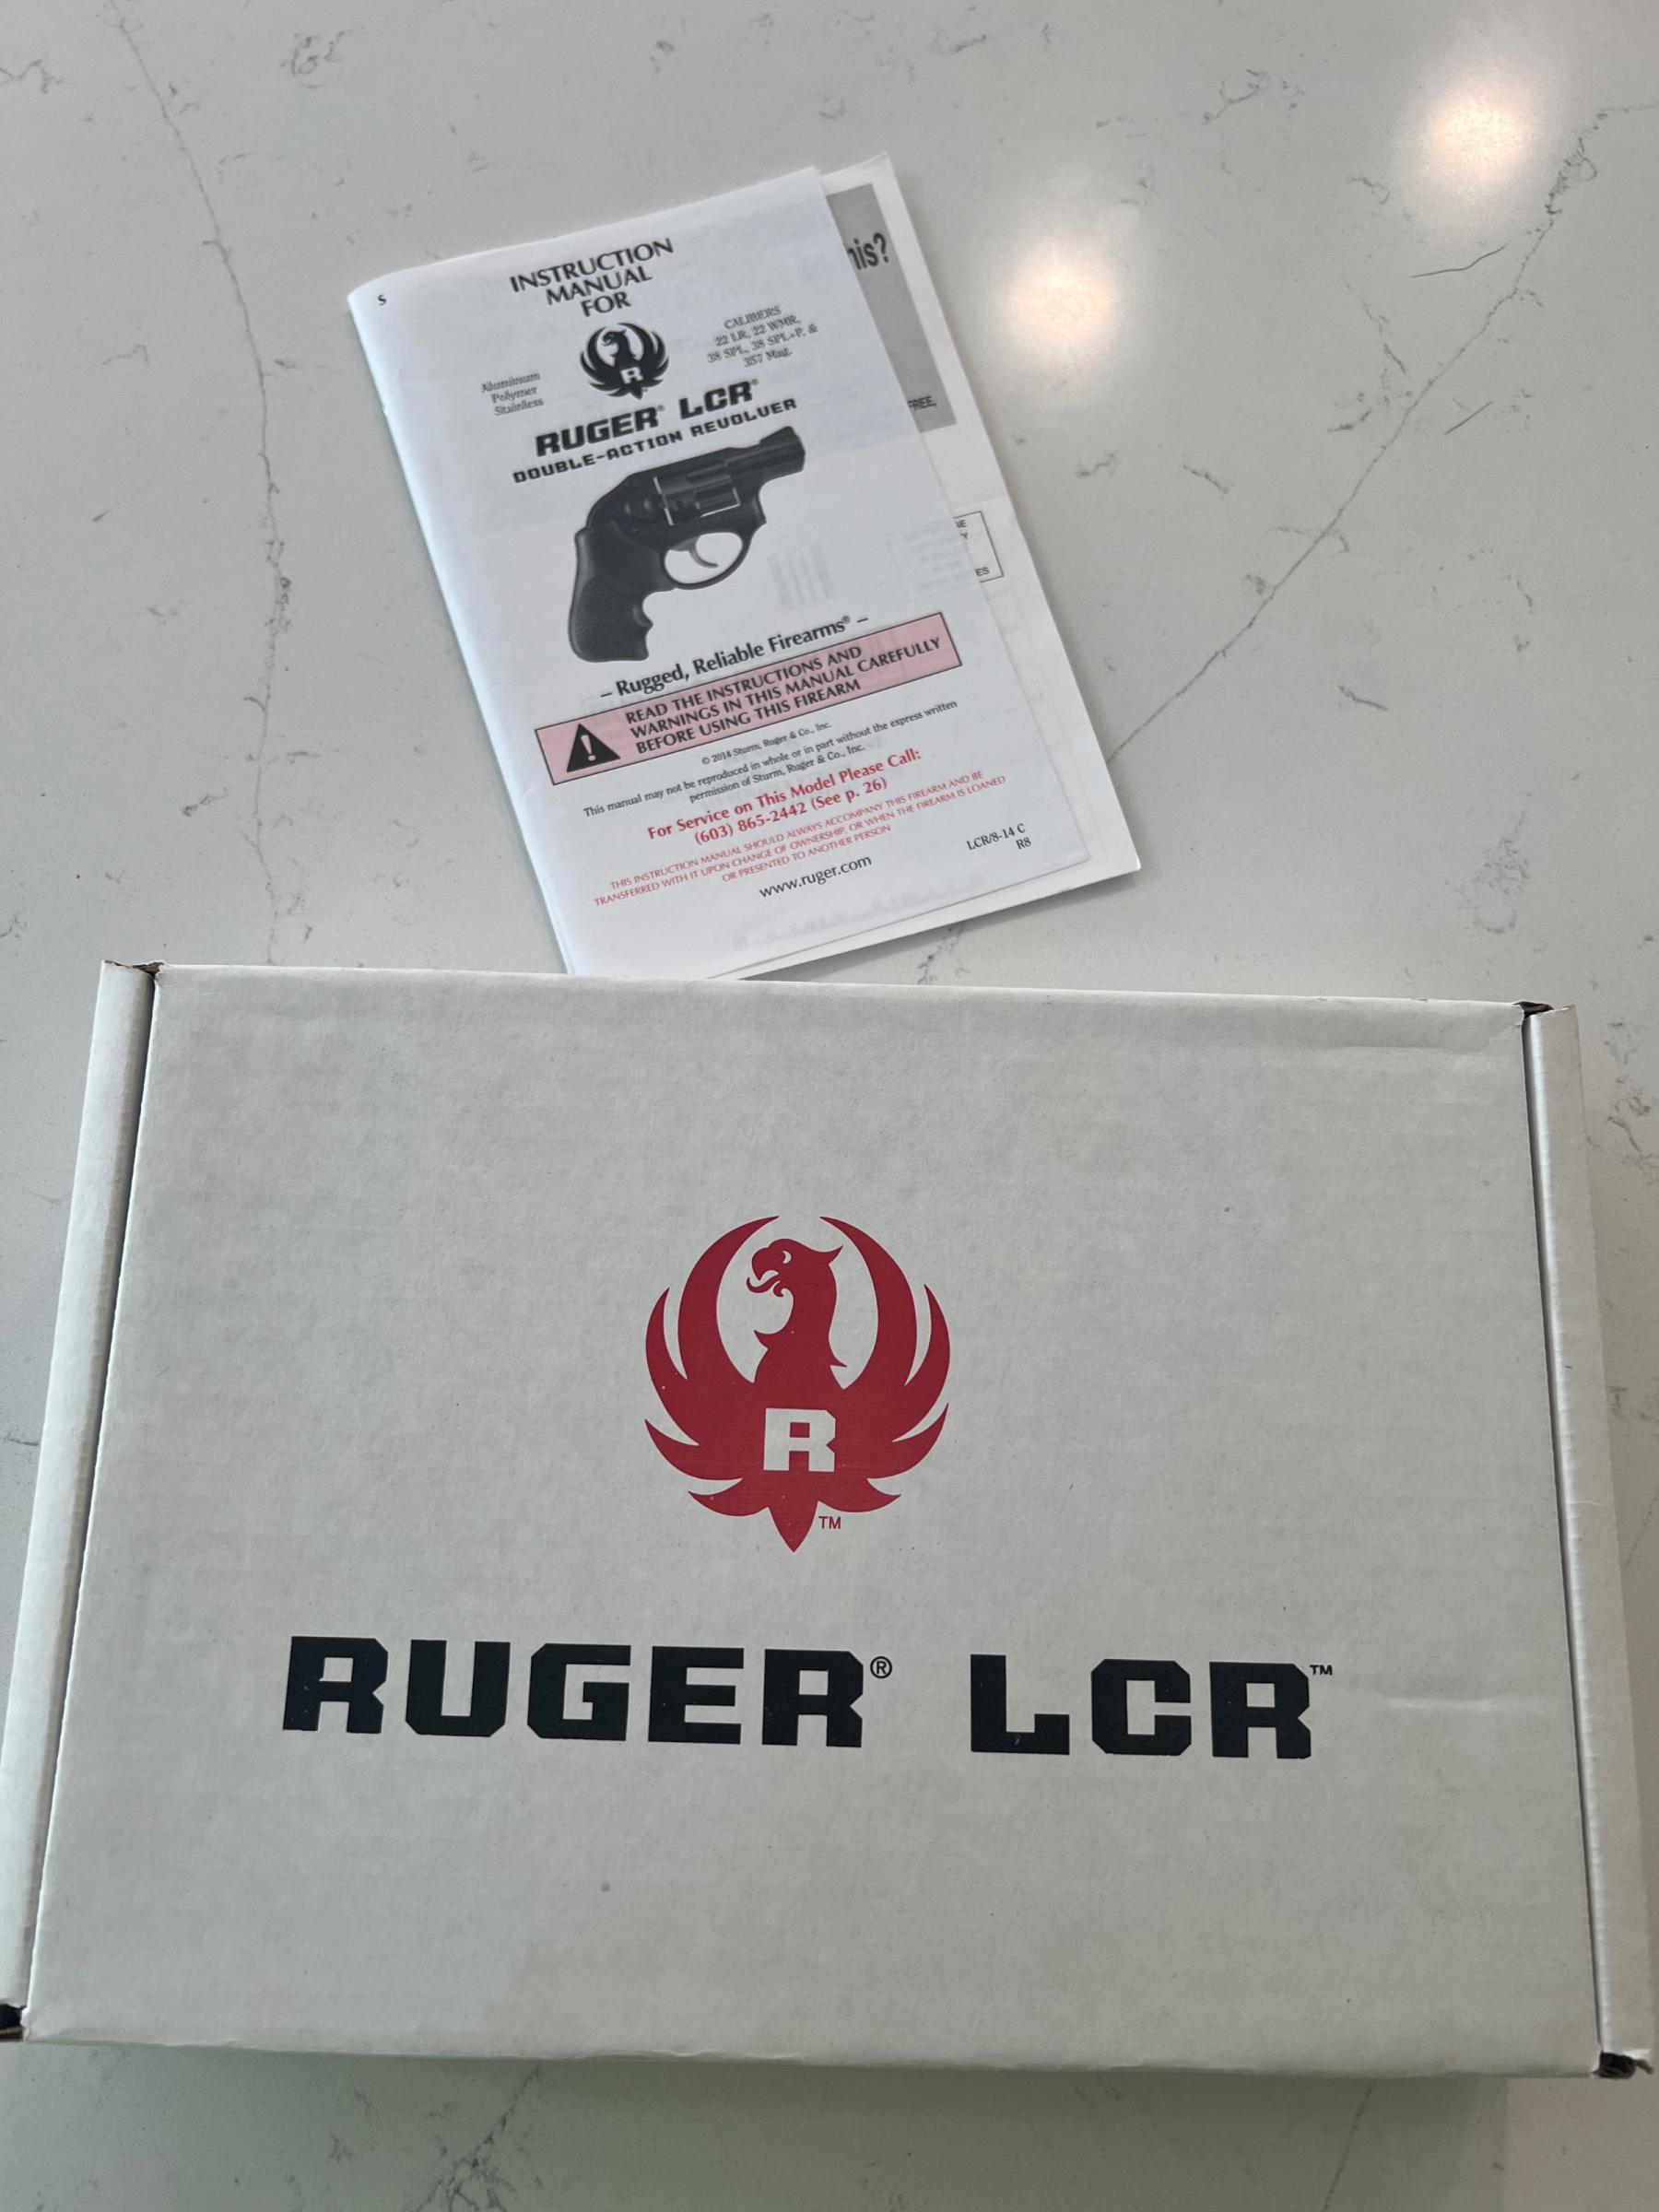 INSTRUCTION
MANUAL
FOR
S
CALIBERS
22 LR, 22 WMR,
38 SPL, 38 SPL+P, &
357 Mag.
Aluminum
Polymer
Stainless
R
RUGER® LCR®
DOUBLE-ACTION REVOLVER
– Rugged, Reliable Firearms® –
READ THE INSTRUCTIONS AND
WARNINGS IN THIS MANUAL CAREFULLY
BEFORE USING THIS FIREARM
© 2014 Sturm, Ruger & Co., Inc.
This manual may not be reproduced in whole or in part without the express written
permission of Sturm, Ruger & Co., Inc.
For Service on This Model Please Call:
(603) 865-2442 (See p. 26)
THIS INSTRUCTION MANUAL SHOULD ALWAYS ACCOMPANY THIS FIREARM AND BE
TRANSFERRED WITH IT UPON CHANGE OF OWNERSHIP, OR WHEN THE FIREARM IS LOANED
OR PRESENTED TO ANOTHER PERSON
www.ruger.com
LCR/8-14 C
R8
his?
FREE,
R
TM
RUGER® LCR™